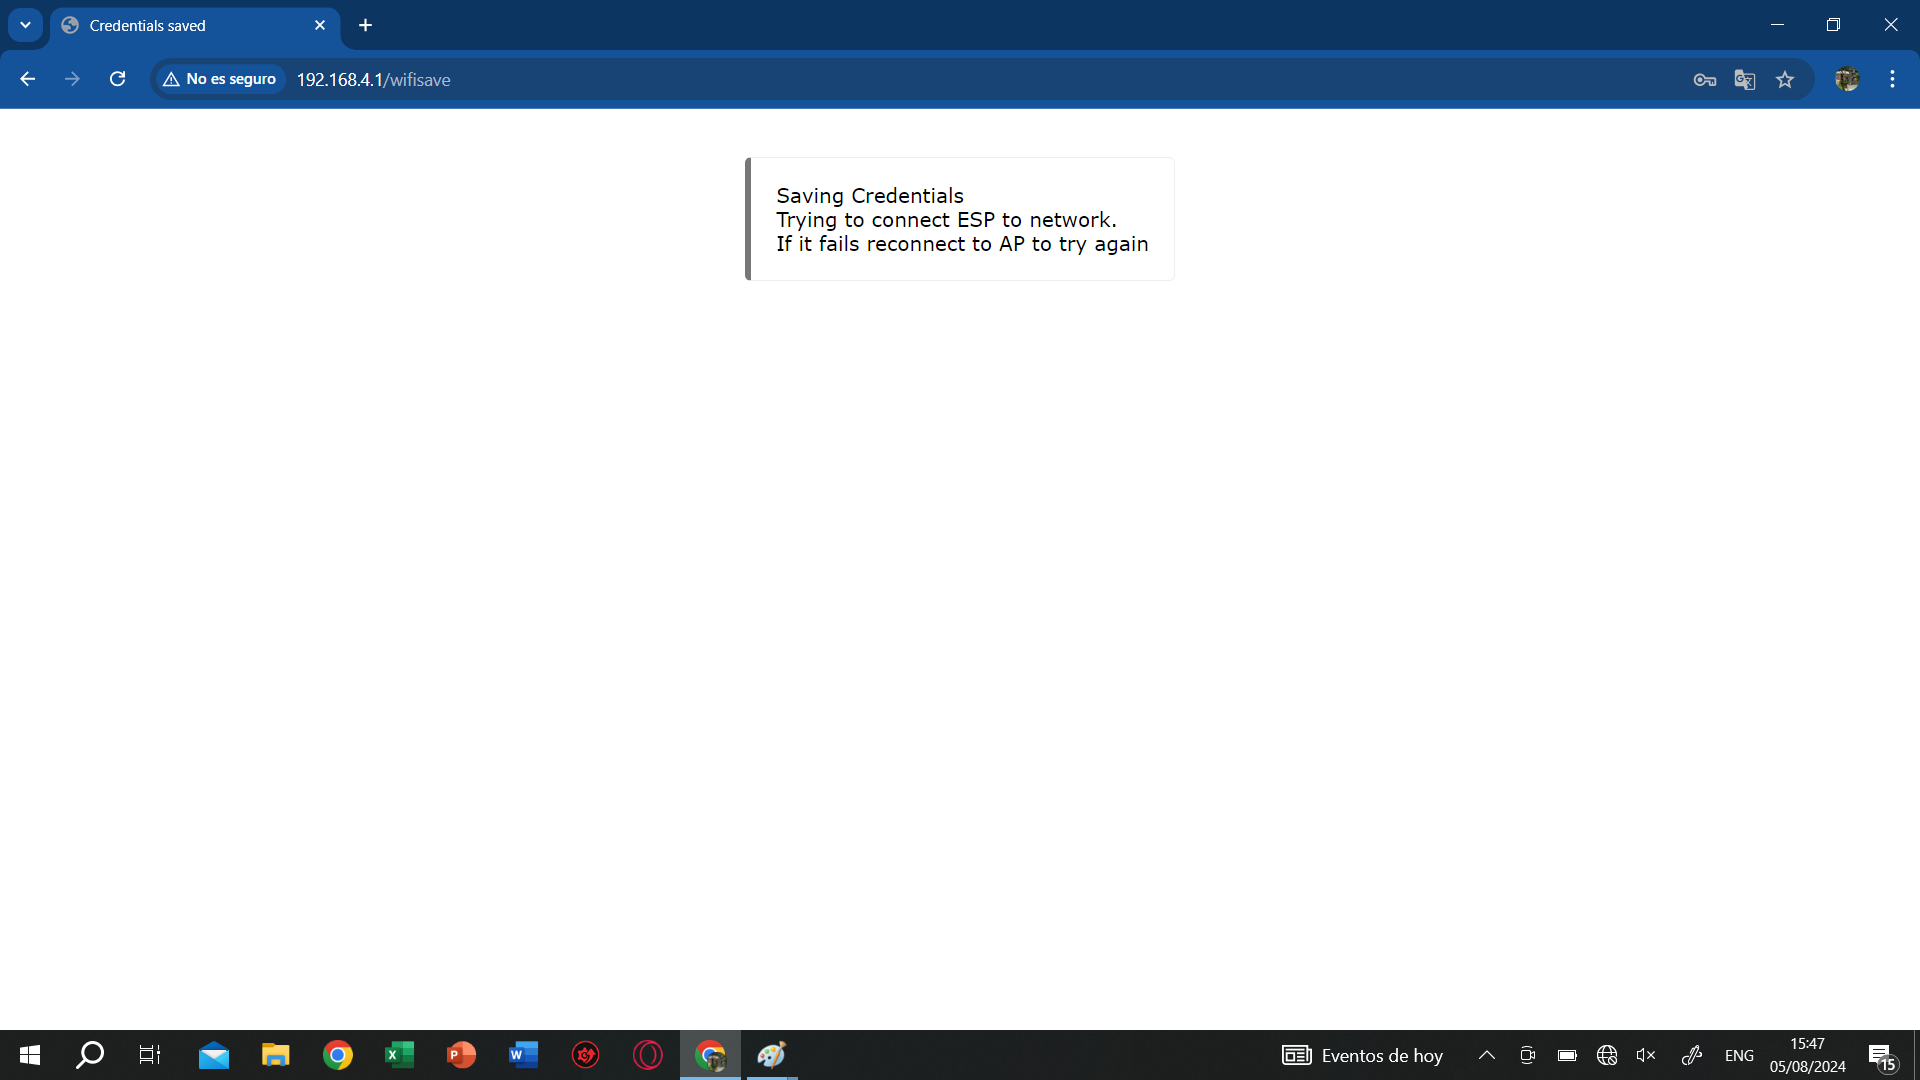 Credentials saved
No es seguro
192.168.4.1/wifisave
Saving Credentials
Trying to connect ESP to network.
If it fails reconnect to AP to try again
Eventos de hoy
ENG
15:47
05/08/2024
15